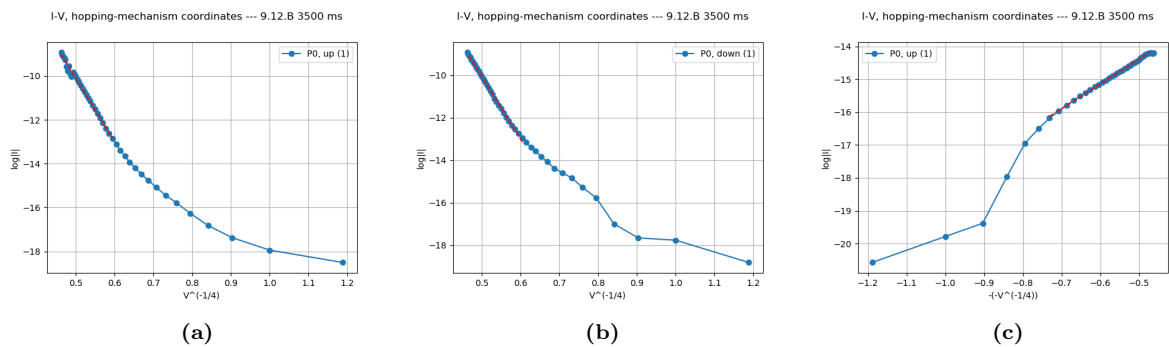 I-V, hopping-mechanism coordinates --- 9.12.B 3500 ms
P0, up (1)
log|I|
−10
−12
−14
−16
−18
0.5 0.6 0.7 0.8 0.9 1.0 1.1 1.2
V^(-1/4)
(a)
I-V, hopping-mechanism coordinates --- 9.12.B 3500 ms
P0, down (1)
log|I|
−10
−12
−14
−16
−18
0.5 0.6 0.7 0.8 0.9 1.0 1.1 1.2
V^(-1/4)
(b)
I-V, hopping-mechanism coordinates --- 9.12.B 3500 ms
P0, up (1)
log|I|
−14
−15
−16
−17
−18
−19
−20
−1.2 −1.1 −1.0 −0.9 −0.8 −0.7 −0.6 −0.5
-(-V^(-1/4))
(c)